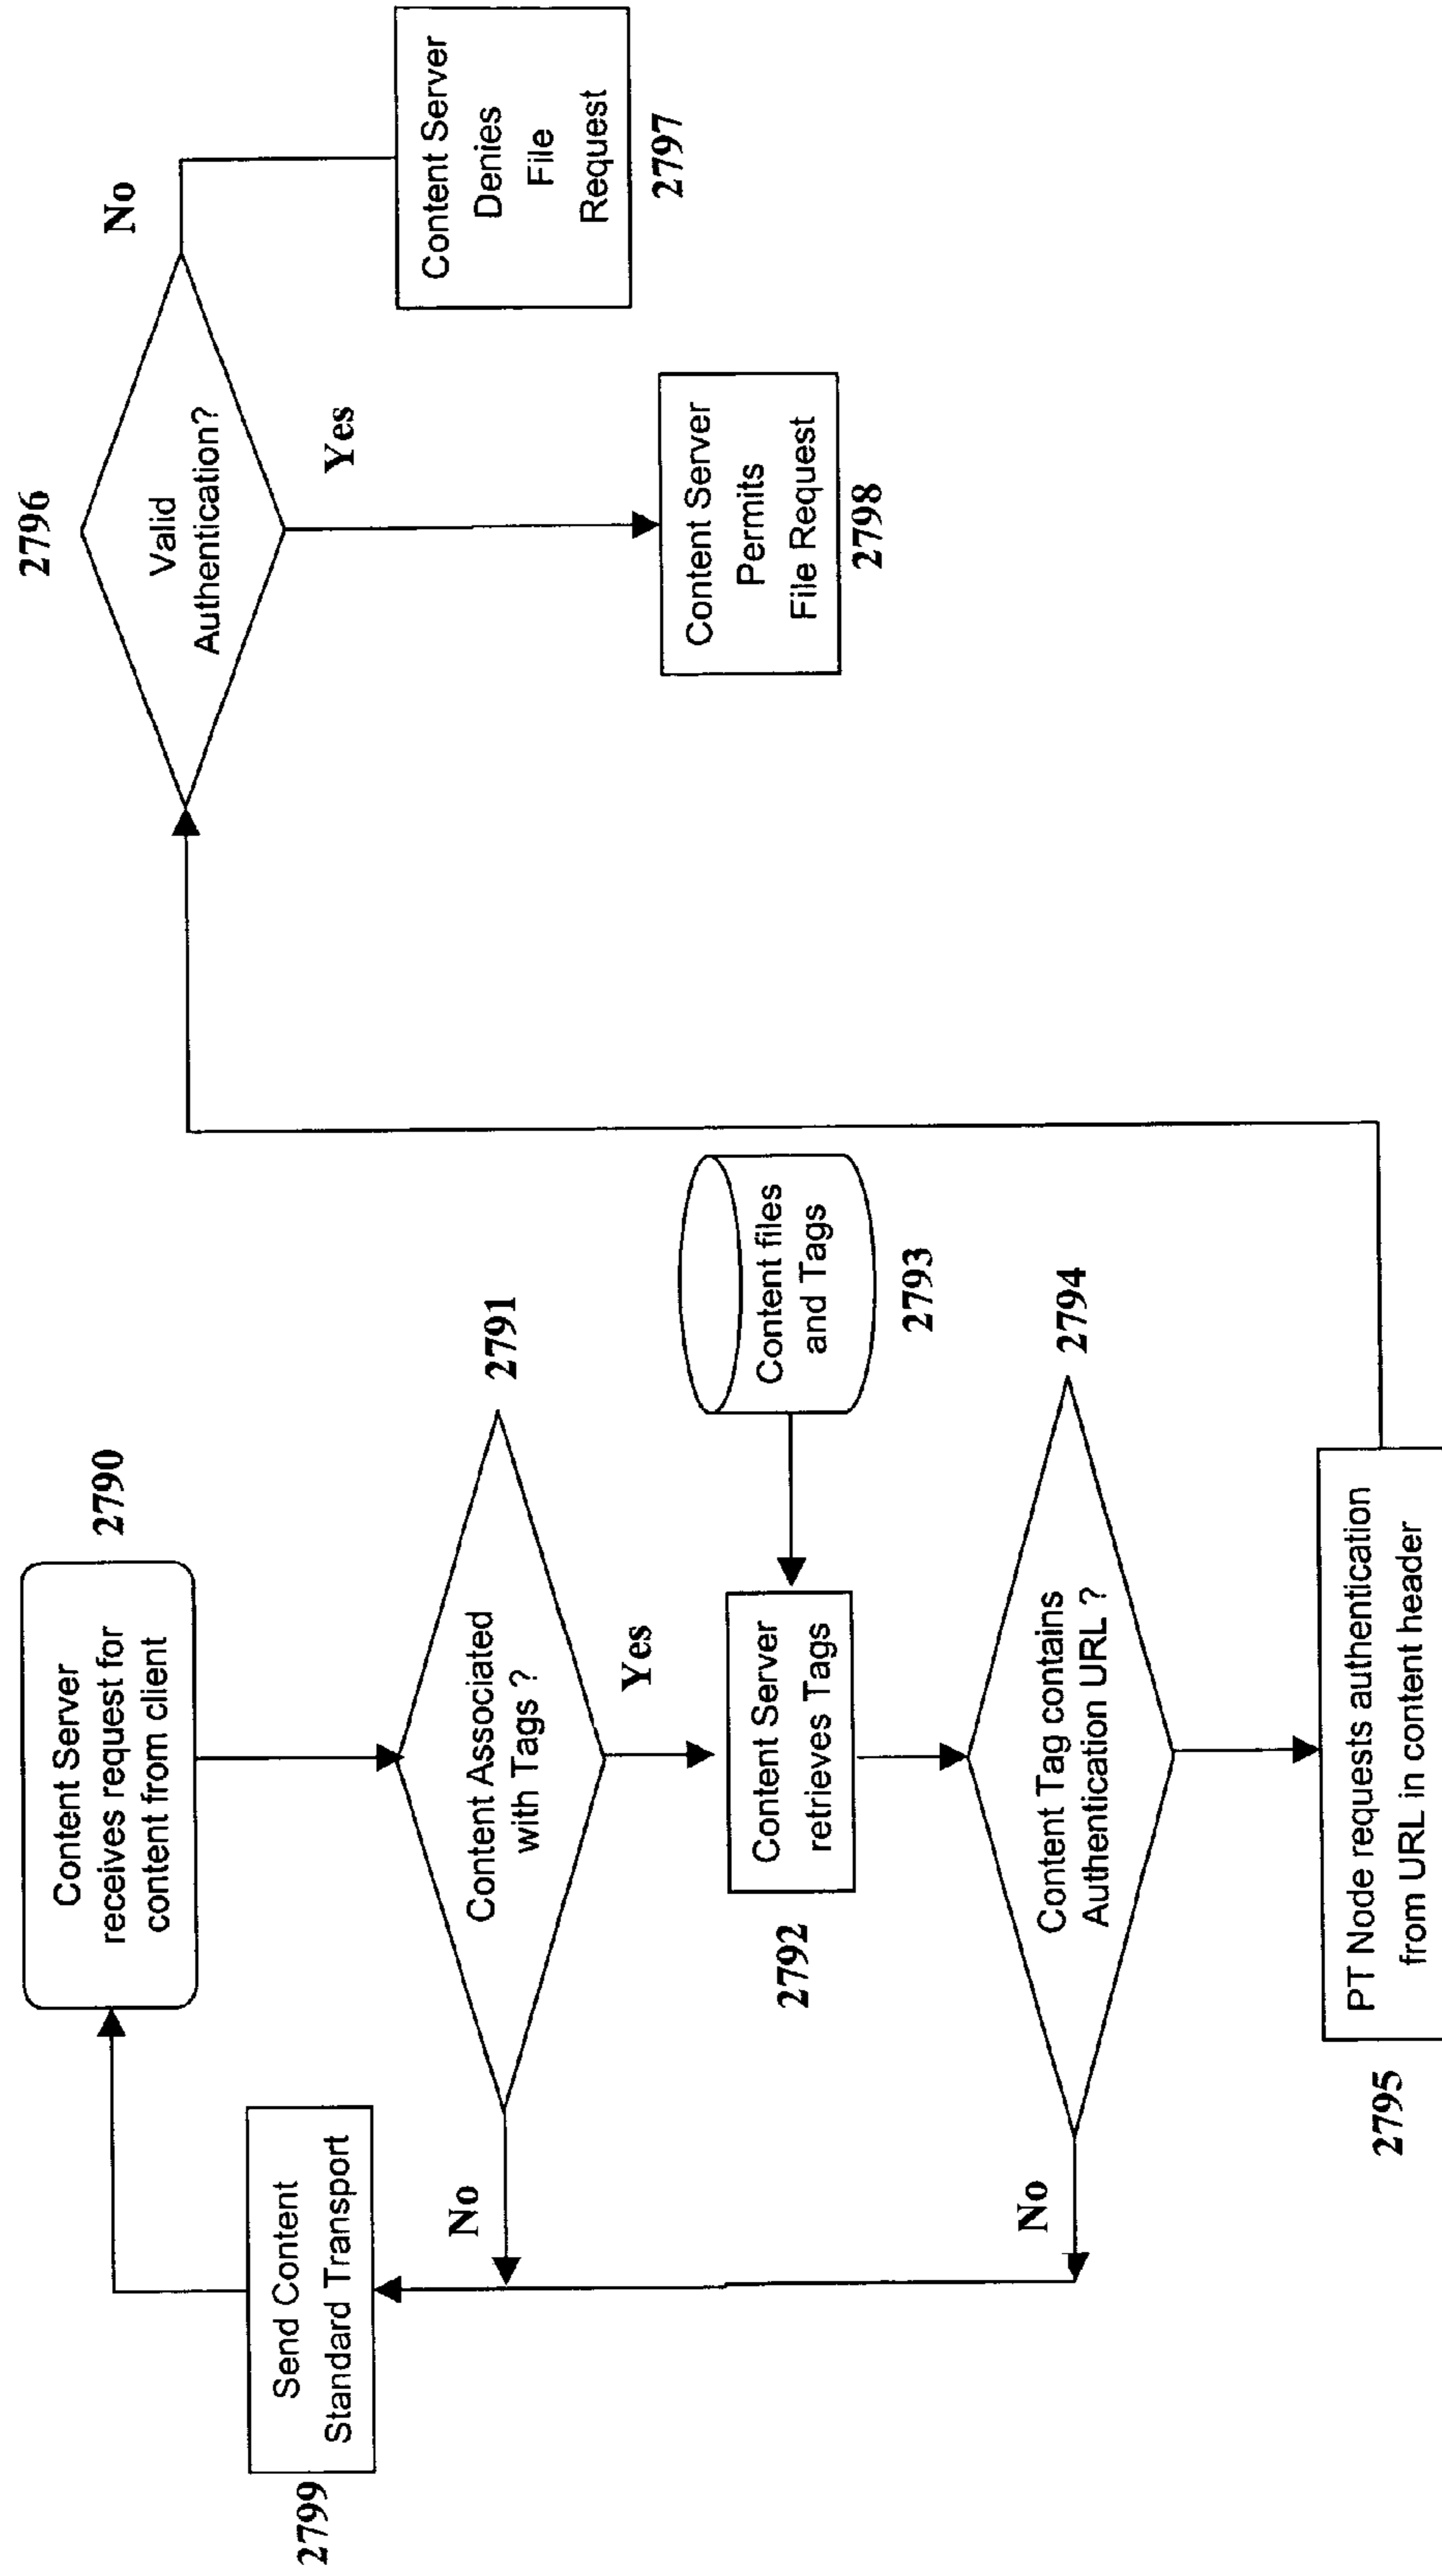 2790
Content Server
receives request for
content from client
2799
Send Content
Standard Transport
2791
Content Associated
with Tags ?
No
Yes
2792
Content Server
retrieves Tags
Content files
and Tags
2793
2794
Content Tag contains
Authentication URL ?
No
2795
PT Node requests authentication
from URL in content header
2796
Valid
Authentication?
No
Yes
Content Server
Denies
File
Request
2797
Content Server
Permits
File Request
2798